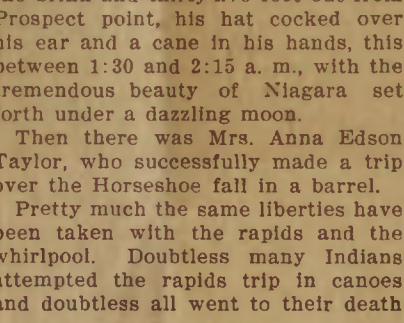 Prospect point, his hat cocked over
his ear and a cane in his hands, this
between 1:30 and 2:15 a. m., with the
tremendous beauty of Niagara set
forth under a dazzling moon.
Then there was Mrs. Anna Edson
Taylor, who successfully made a trip
over the Horseshoe fall in a barrel.
Pretty much the same liberties have
been taken with the rapids and the
whirlpool. Doubtless many Indians
attempted the rapids trip in canoes
and doubtless all went to their death